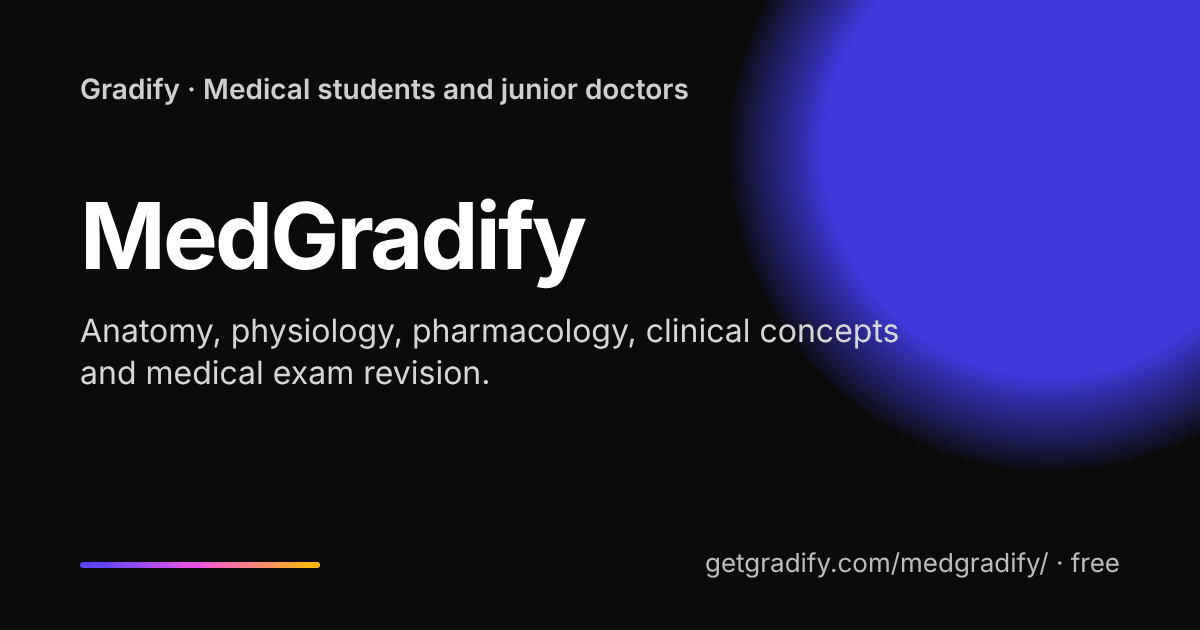 Gradify · Medical students and junior doctors
MedGradify
Anatomy, physiology, pharmacology, clinical concepts
and medical exam revision.
getgradify.com/medgradify/ · free